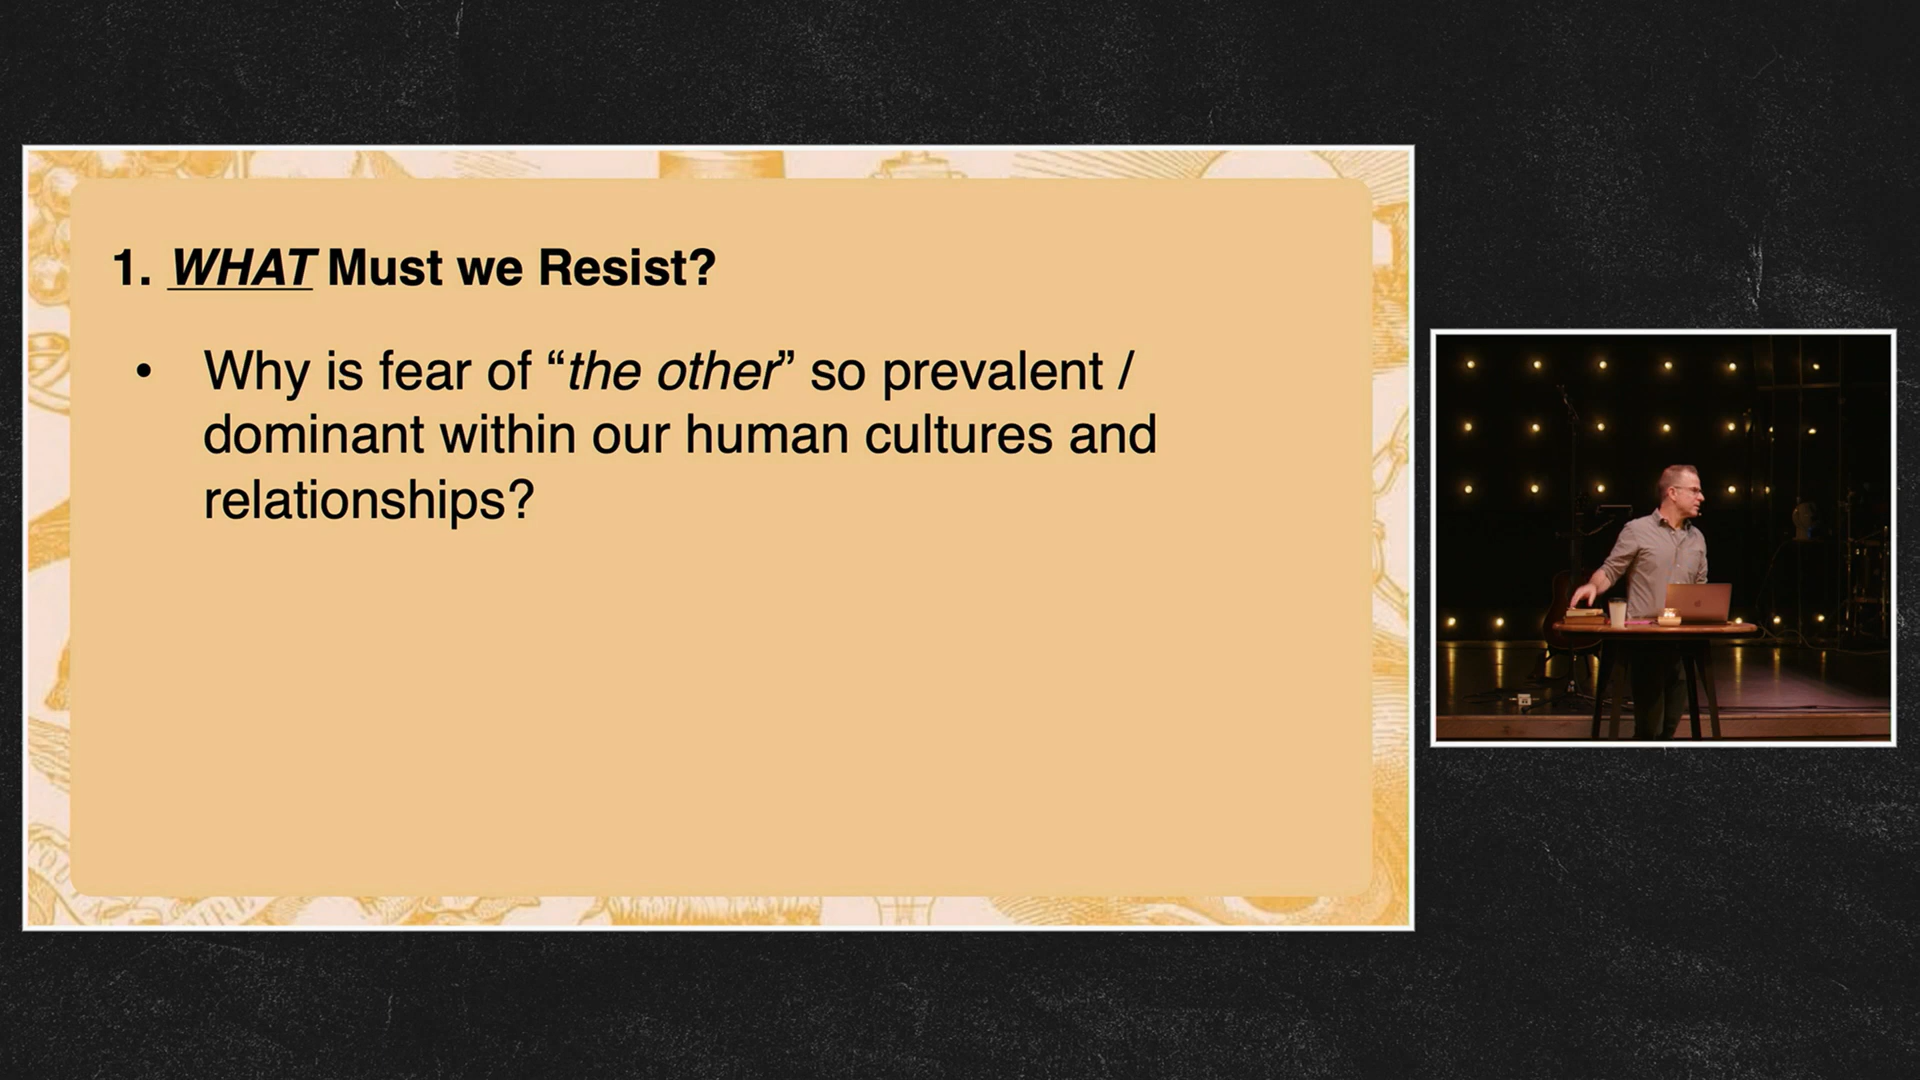 1. WHAT Must we Resist?
• Why is fear of “the other” so prevalent /
dominant within our human cultures and
relationships?